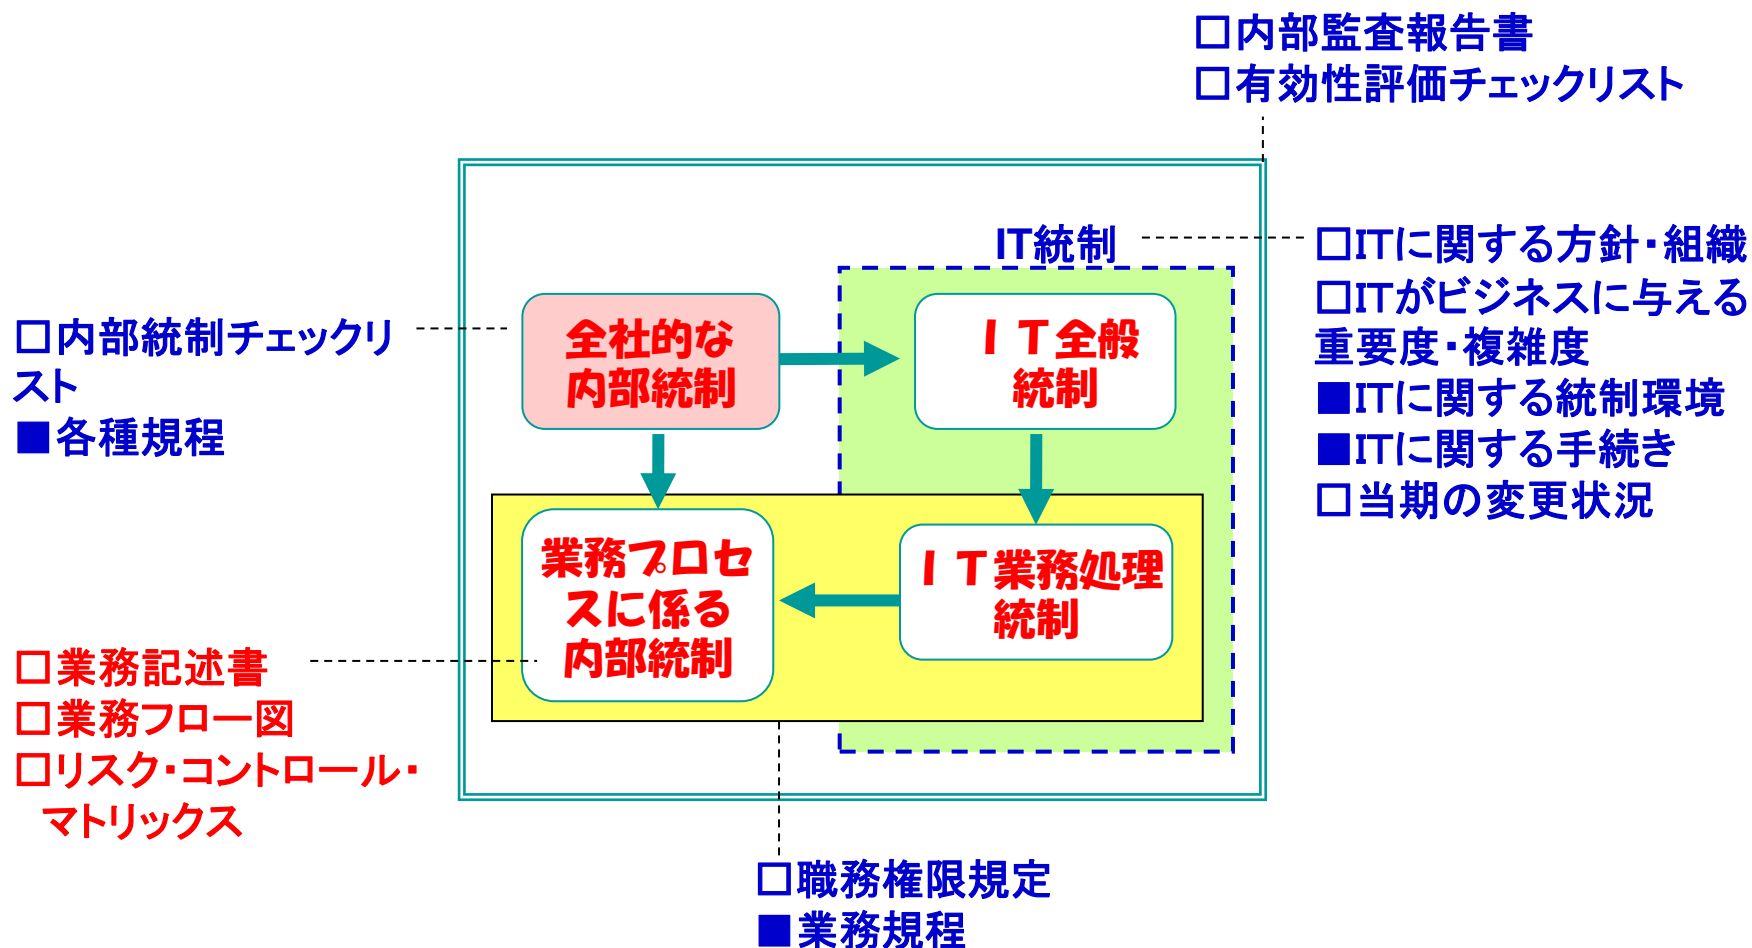 □内部監査報告書
□有効性評価チェックリスト
IT統制
□ITに関する方針・組織
□ITがビジネスに与える
重要度・複雑度
■ITに関する統制環境
■ITに関する手続き
□当期の変更状況
□内部統制チェックリ
スト
■各種規程
全社的な
内部統制
ＩＴ全般
統制
業務プロセ
スに係る
内部統制
ＩＴ業務処理
統制
□業務記述書
□業務フロー図
□リスク・コントロール・
マトリックス
□職務権限規定
■業務規程